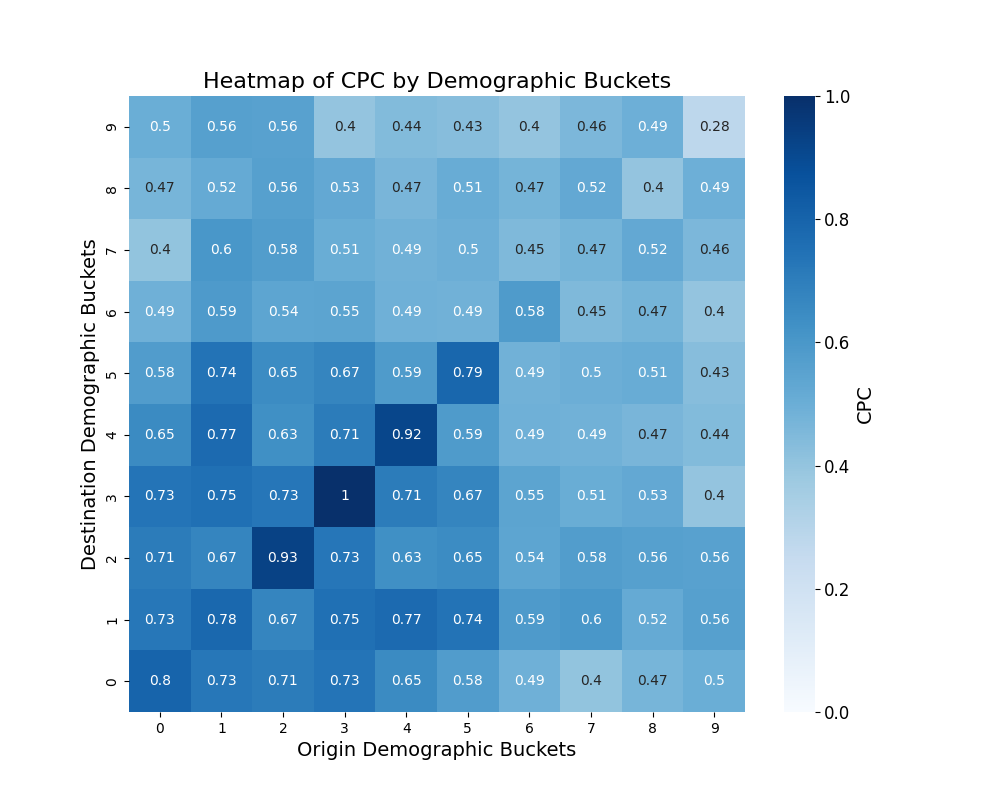 Heatmap of CPC by Demographic Buckets
9 0.5 0.56 0.56 0.4 0.44 0.43 0.4 0.46 0.49 0.28
8 0.47 0.52 0.56 0.53 0.47 0.51 0.47 0.52 0.4 0.49
7 0.4 0.6 0.58 0.51 0.49 0.5 0.45 0.47 0.52 0.46
6 0.49 0.59 0.54 0.55 0.49 0.49 0.58 0.45 0.47 0.4
5 0.58 0.74 0.65 0.67 0.59 0.79 0.49 0.5 0.51 0.43
4 0.65 0.77 0.63 0.71 0.92 0.59 0.49 0.49 0.47 0.44
3 0.73 0.75 0.73 1 0.71 0.67 0.55 0.51 0.53 0.4
2 0.71 0.67 0.93 0.73 0.63 0.65 0.54 0.58 0.56 0.56
1 0.73 0.78 0.67 0.75 0.77 0.74 0.59 0.6 0.52 0.56
0 0.8 0.73 0.71 0.73 0.65 0.58 0.49 0.4 0.47 0.5
0 1 2 3 4 5 6 7 8 9
Origin Demographic Buckets
Destination Demographic Buckets
1.0
0.8
0.6
0.4
0.2
0.0
CPC